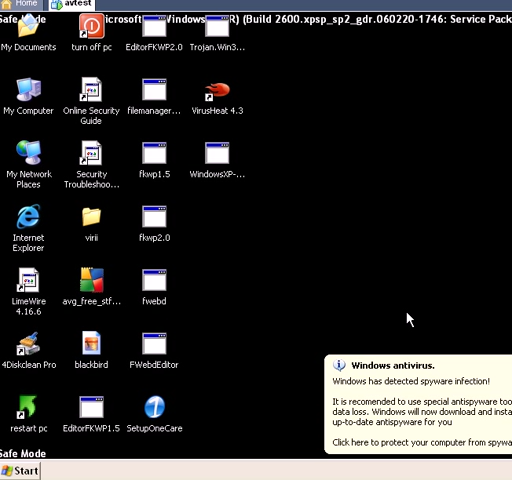 Home
avtest
Safe Mode
icrosoft
Windows
R) (Build 2600.xpsp_sp2_gdr.060220-1746: Service Pack
My Documents
turn off pc
EditorFKWP2.0
Trojan.Win3...
My Computer
Online Security
Guide
filemanager...
VirusHeat 4.3
My Network
Places
Security
Troubleshoo...
fkwp1.5
WindowsXP-...
Internet
Explorer
virii
fkwp2.0
LimeWire
4.16.6
avg_free_stf...
fwebd
4Diskclean Pro
blackbird
FWebdEditor
restart pc
EditorFKWP1.5
SetupOneCare
Windows antivirus.
Windows has detected spyware infection!
It is recomended to use special antispyware too
data loss. Windows will now download and insta
up-to-date antispyware for you
Click here to protect your computer from spywa
Safe Mode
Start